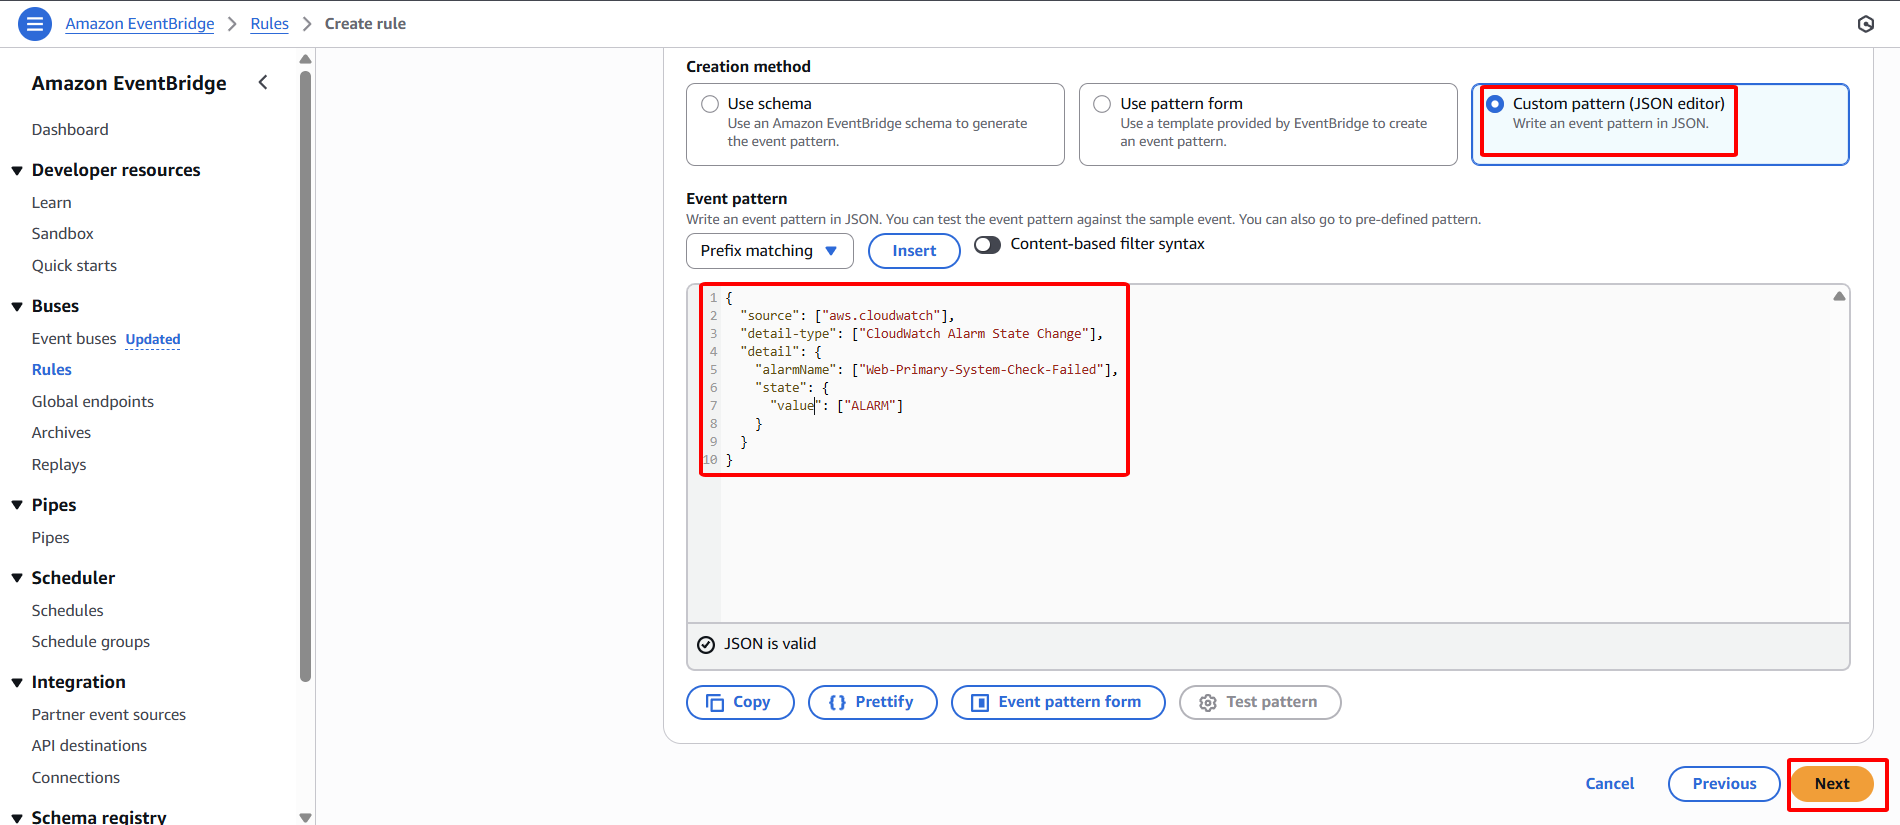 Amazon EventBridge > Rules > Create rule
Amazon EventBridge
Dashboard
Developer resources
Learn
Sandbox
Quick starts
Buses
Event buses Updated
Rules
Global endpoints
Archives
Replays
Pipes
Pipes
Scheduler
Schedules
Schedule groups
Integration
Partner event sources
API destinations
Connections
Schema registry
Creation method
Use schema
Use an Amazon EventBridge schema to generate
the event pattern.
Use pattern form
Use a template provided by EventBridge to create
an event pattern.
Custom pattern (JSON editor)
Write an event pattern in JSON.
Event pattern
Write an event pattern in JSON. You can test the event pattern against the sample event. You can also go to pre-defined pattern.
Prefix matching Insert Content-based filter syntax
1 {
2   "source": ["aws.cloudwatch"],
3   "detail-type": ["CloudWatch Alarm State Change"],
4   "detail": {
5     "alarmName": ["Web-Primary-System-Check-Failed"],
6     "state": {
7       "value": ["ALARM"]
8     }
9   }
10 }
JSON is valid
Copy {} Prettify Event pattern form Test pattern
Cancel Previous Next